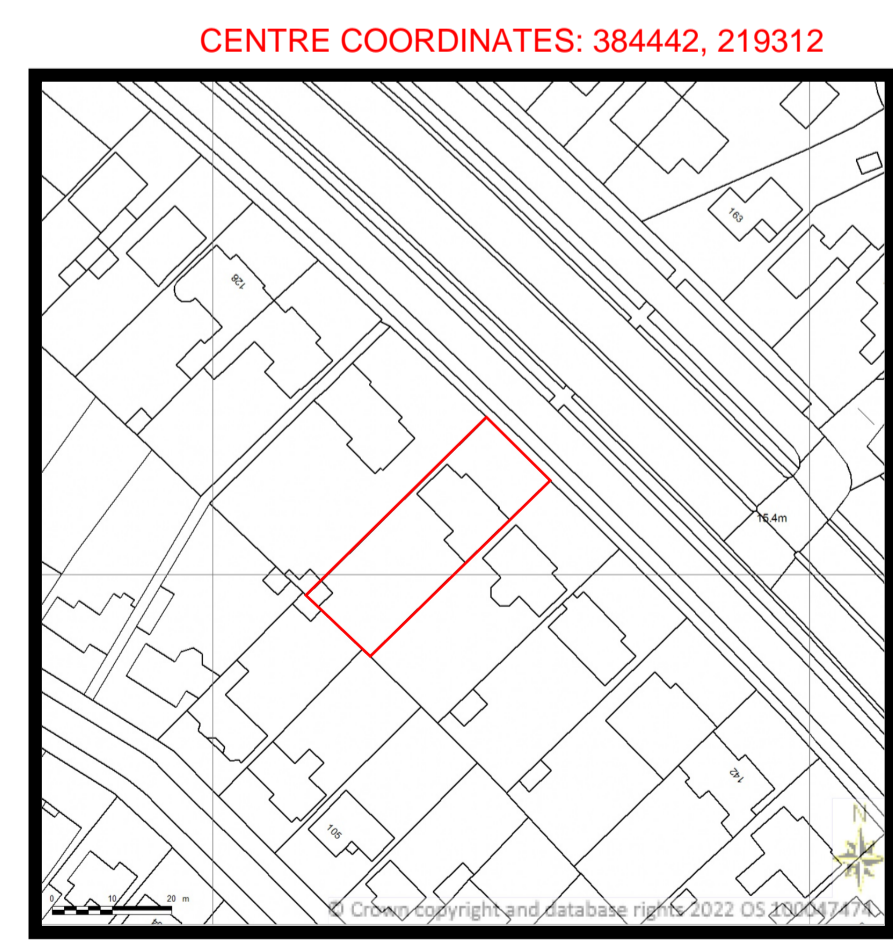 CENTRE COORDINATES: 384442, 219312
163
128
15.4m
142
105
N
0 10 20 m
© Crown copyright and database rights 2022 OS 100047474